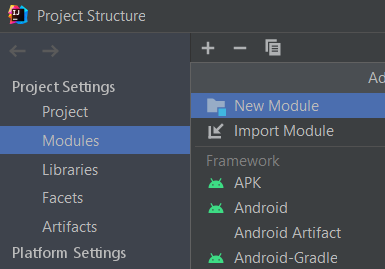 Project Structure
Project Settings
Project
Modules
Libraries
Facets
Artifacts
Platform Settings
New Module
Import Module
Framework
APK
Android
Android Artifact
Android-Gradle